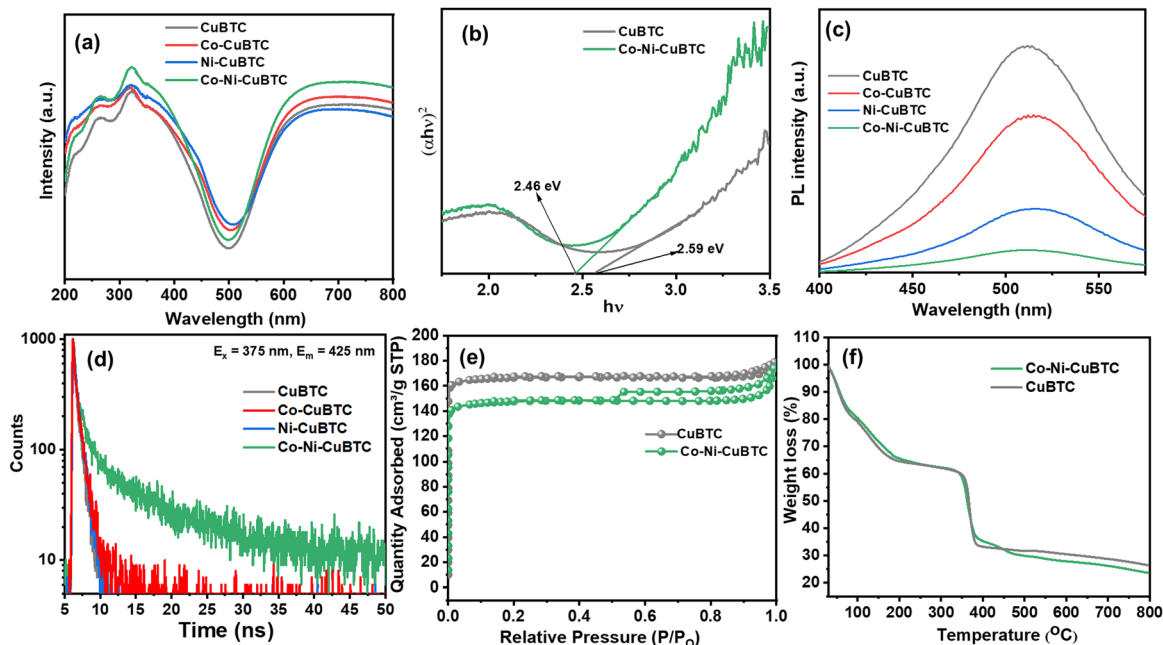 (a)
CuBTC
Co-CuBTC
Ni-CuBTC
Co-Ni-CuBTC
Intensity (a.u.)
200 300 400 500 600 700 800
Wavelength (nm)
(b)
CuBTC
Co-Ni-CuBTC
(αhν)²
2.46 eV
2.59 eV
2.0 2.5 3.0 3.5
hν
(c)
CuBTC
Co-CuBTC
Ni-CuBTC
Co-Ni-CuBTC
PL intensity (a.u.)
400 450 500 550
Wavelength (nm)
(d)
Eₓ = 375 nm, Eₘ = 425 nm
CuBTC
Co-CuBTC
Ni-CuBTC
Co-Ni-CuBTC
Counts
1000
100
10
5 10 15 20 25 30 35 40 45 50
Time (ns)
(e)
CuBTC
Co-Ni-CuBTC
Quantity Adsorbed (cm³/g STP)
200
180
160
140
120
100
80
60
40
20
0
0.0 0.2 0.4 0.6 0.8 1.0
Relative Pressure (P/P_O)
(f)
Co-Ni-CuBTC
CuBTC
Weight loss (%)
110
100
90
80
70
60
50
40
30
20
100 200 300 400 500 600 700 800
Temperature (ᴼC)